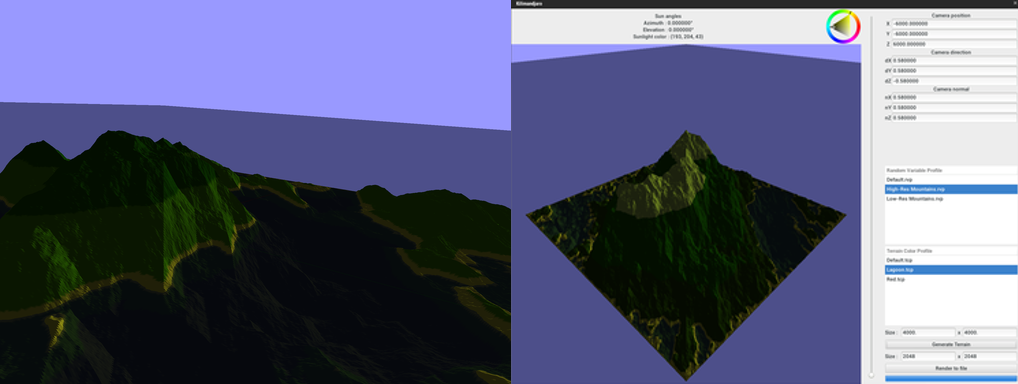 Kilmandjaro
Sun angles
Azimuth : 0.000000°
Elevation : 0.000000°
Sunlight color : (193, 204, 43)
Camera position
X -6000.000000
Y -6000.000000
Z 6000.000000
Camera direction
dX 0.580000
dY 0.580000
dZ -0.580000
Camera normal
nX 0.580000
nY 0.580000
nZ 0.580000
Random Variable Profile
Default.rvp
High-Rex Mountains.rvp
Low-Rex Mountains.rvp
Terrain Color Profile
Default.tcp
Lagoon.tcp
Red.tcp
Size : 4000. x 4000.
Generate Terrain
Size : 2048 x 2048
Render to file